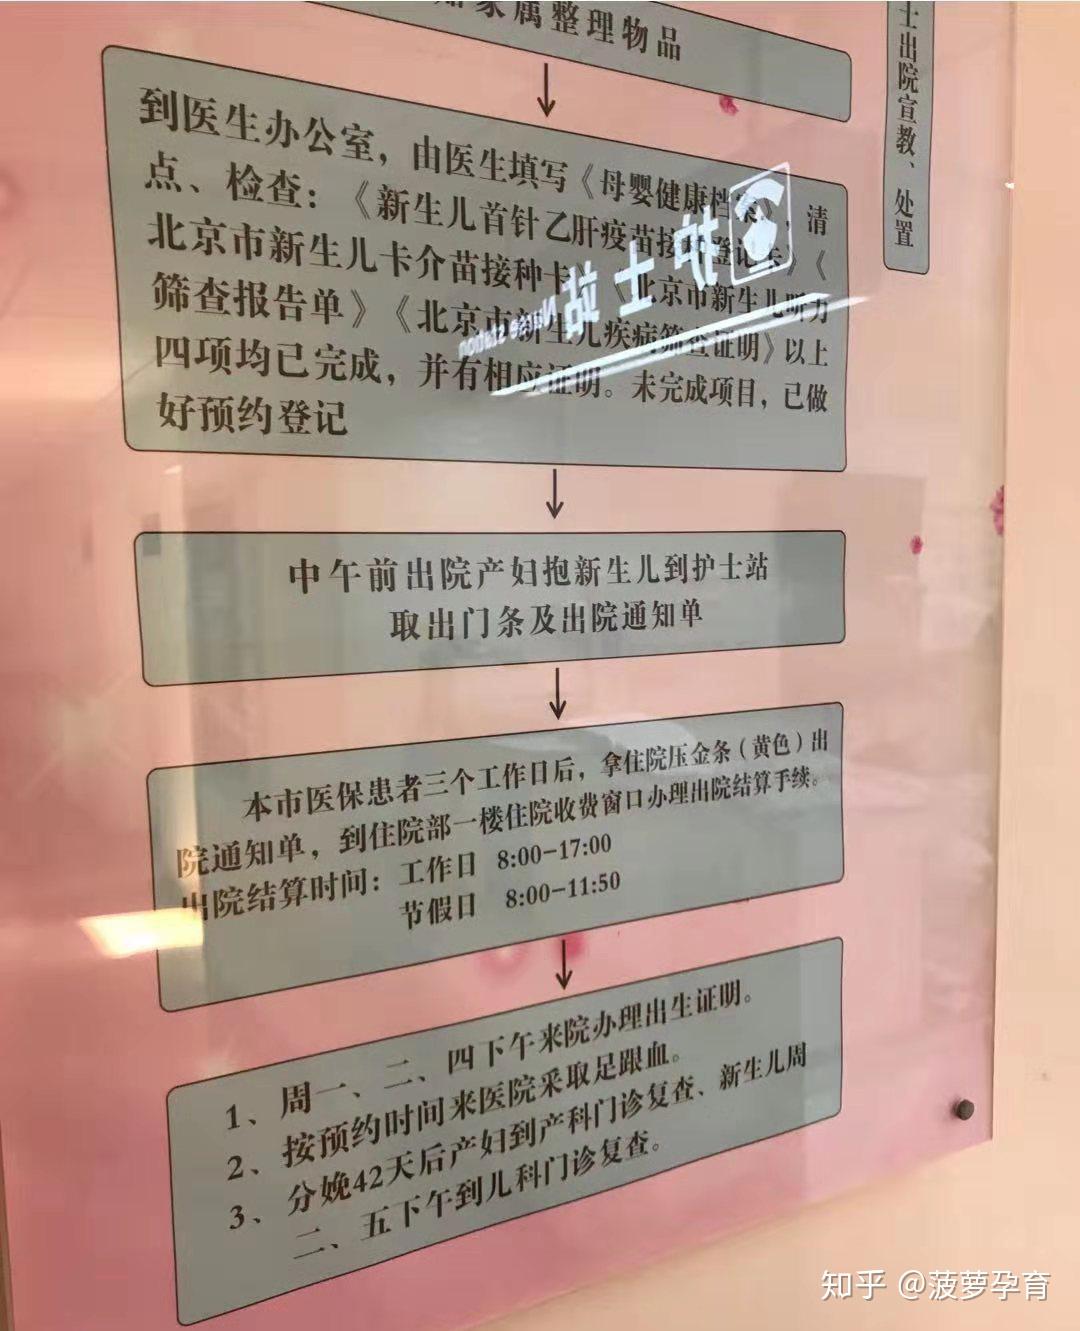 家属整理物品
士出院宣教、处置
到医生办公室，由医生填写《母婴健康档案》，清
点、检查：《新生儿首针乙肝疫苗接种登记卡》《
北京市新生儿卡介苗接种卡》《北京市新生儿听力
筛查报告单》《北京市新生儿疾病筛查证明》以上
四项均已完成，并有相应证明。未完成项目，已做
好预约登记
护士站
Nurse station
中午前出院产妇抱新生儿到护士站
取出门条及出院通知单
本市医保患者三个工作日后，拿住院压金条（黄色）出
院通知单，到住院部一楼住院收费窗口办理出院结算手续。
出院结算时间：工作日 8:00-17:00
节假日 8:00-11:50
1、周一、二、四下午来院办理出生证明。
2、按预约时间来医院采取足跟血。
3、分娩42天后产妇到产科门诊复查、新生儿周
二、五下午到儿科门诊复查。
知乎 @菠萝孕育